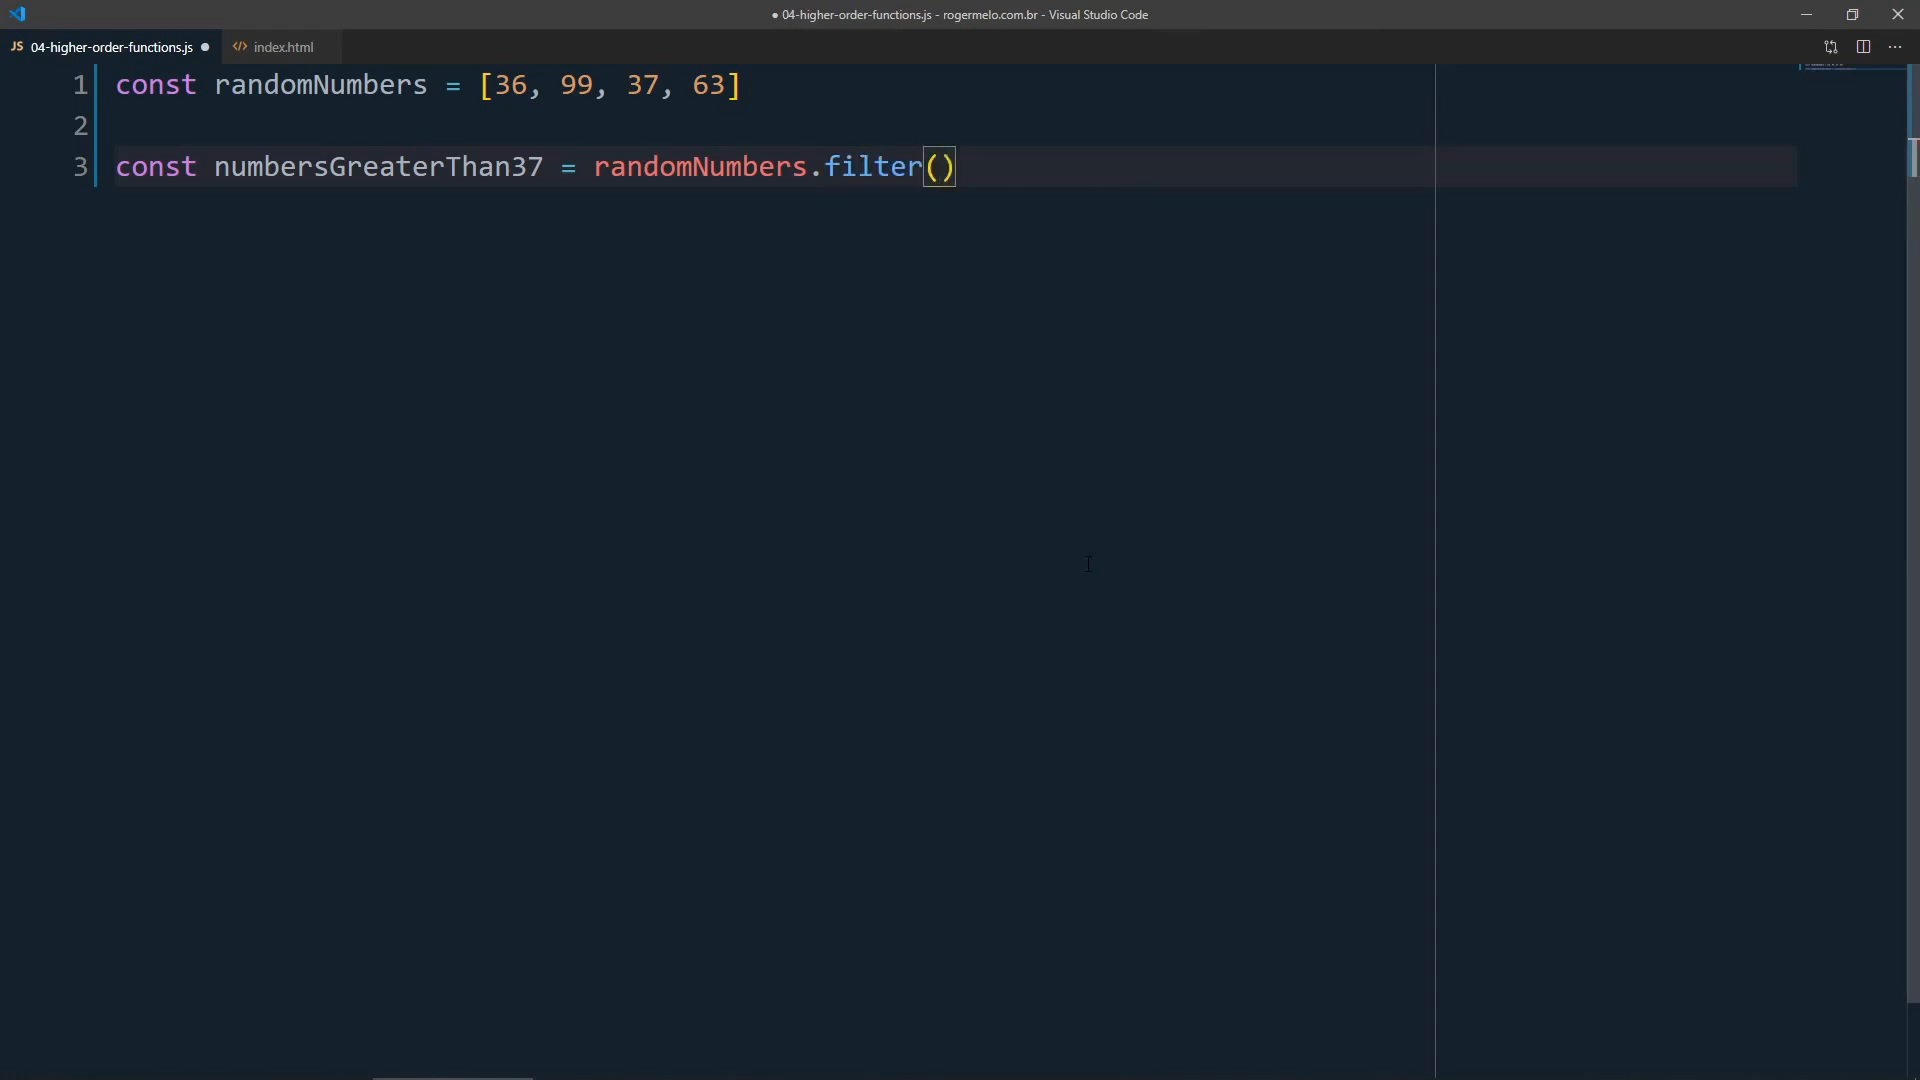 ● 04-higher-order-functions.js - rogermelo.com.br - Visual Studio Code
JS 04-higher-order-functions.js ● <> index.html
1 const randomNumbers = [36, 99, 37, 63]
2
3 const numbersGreaterThan37 = randomNumbers.filter()